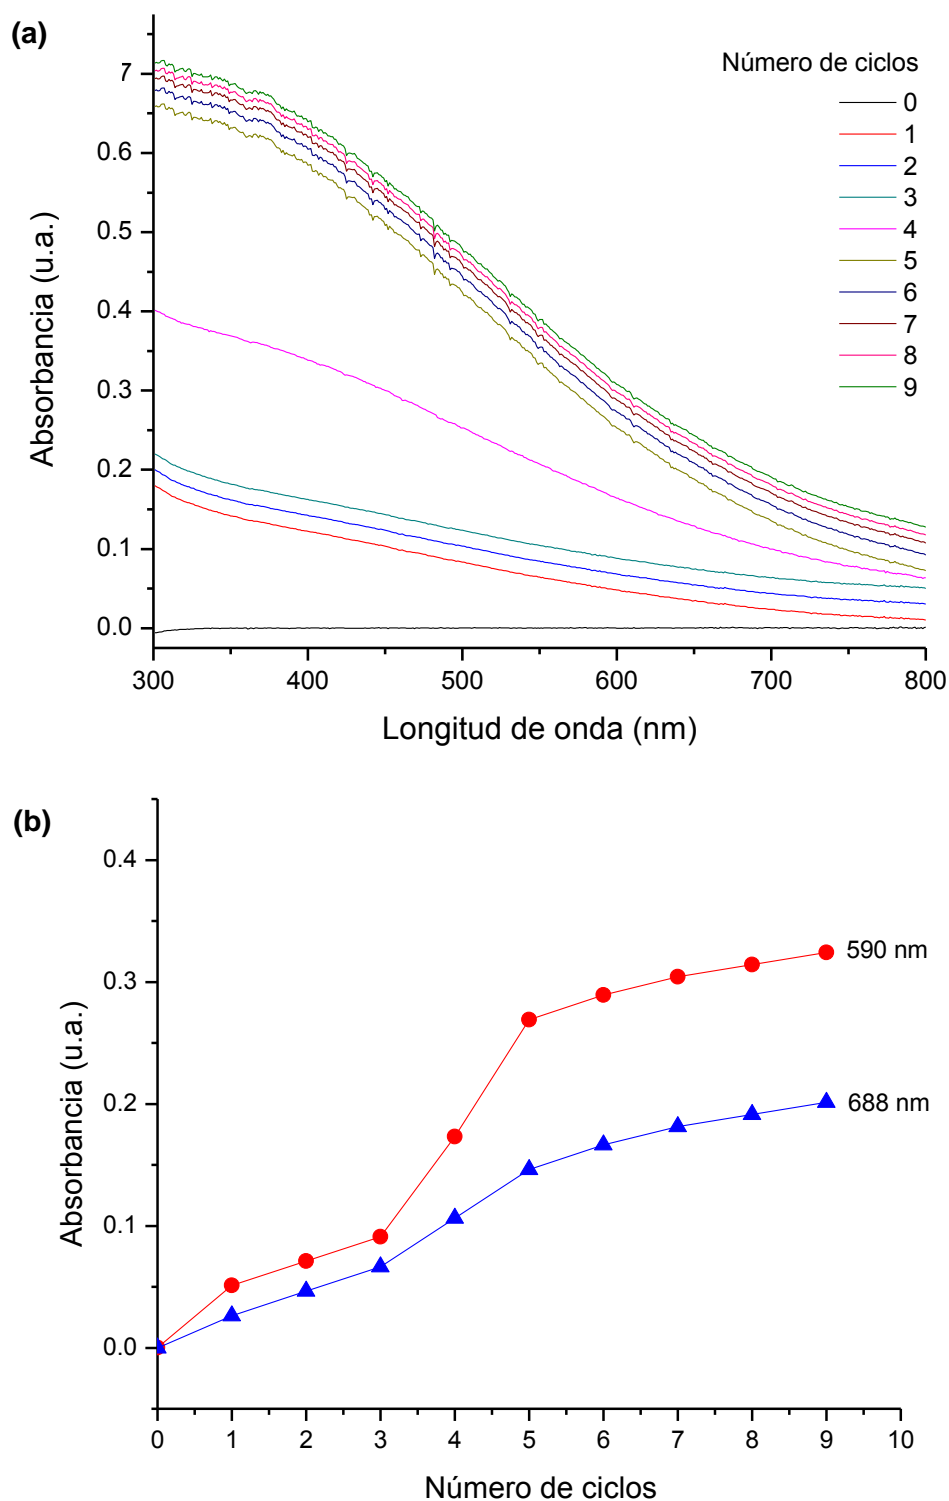 (a)
Número de ciclos
0
1
2
3
4
5
6
7
8
9
7
0.6
0.5
0.4
0.3
0.2
0.1
0.0
Absorbancia (u.a.)
300 400 500 600 700 800
Longitud de onda (nm)
(b)
0.4
0.3
0.2
0.1
0.0
Absorbancia (u.a.)
590 nm
688 nm
0 1 2 3 4 5 6 7 8 9 10
Número de ciclos